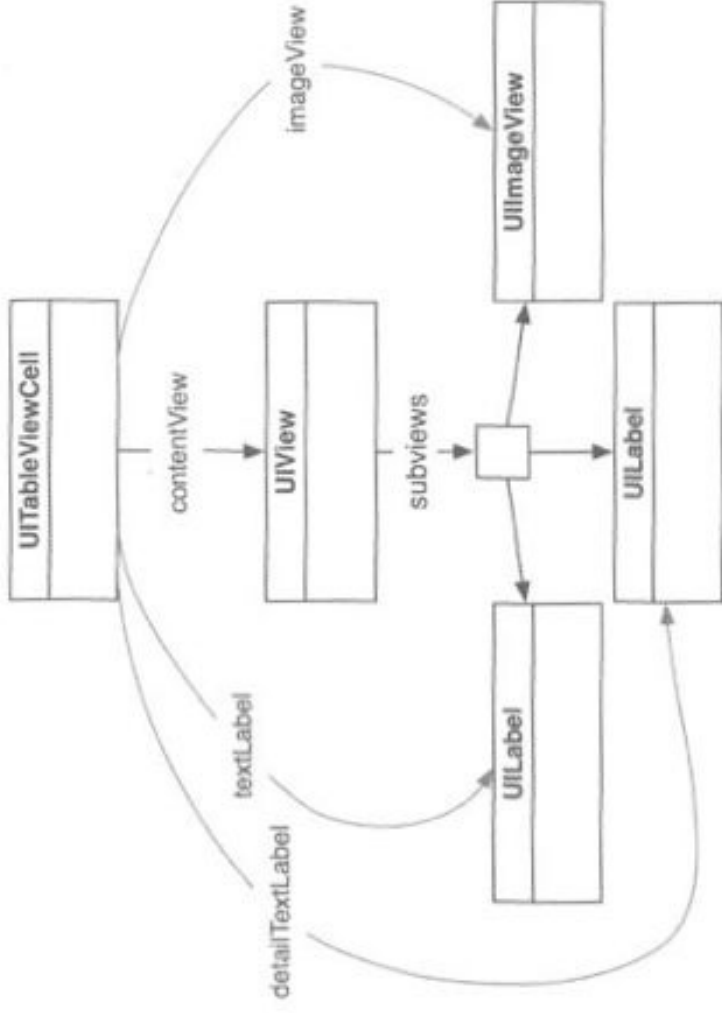 UITableViewCell
imageView
contentView
textLabel
detailTextLabel
UIView
subviews
UILabel
UIImageView
UILabel